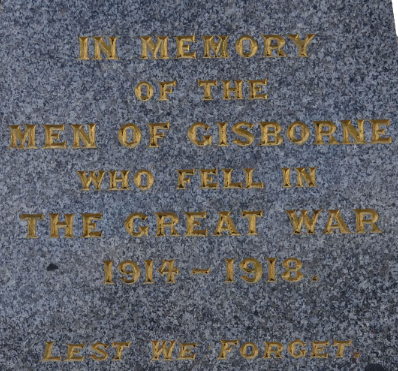 IN MEMORY
OF THE
MEN OF GISBORNE
WHO FELL IN
THE GREAT WAR
1914 – 1918.
LEST WE FORGET.